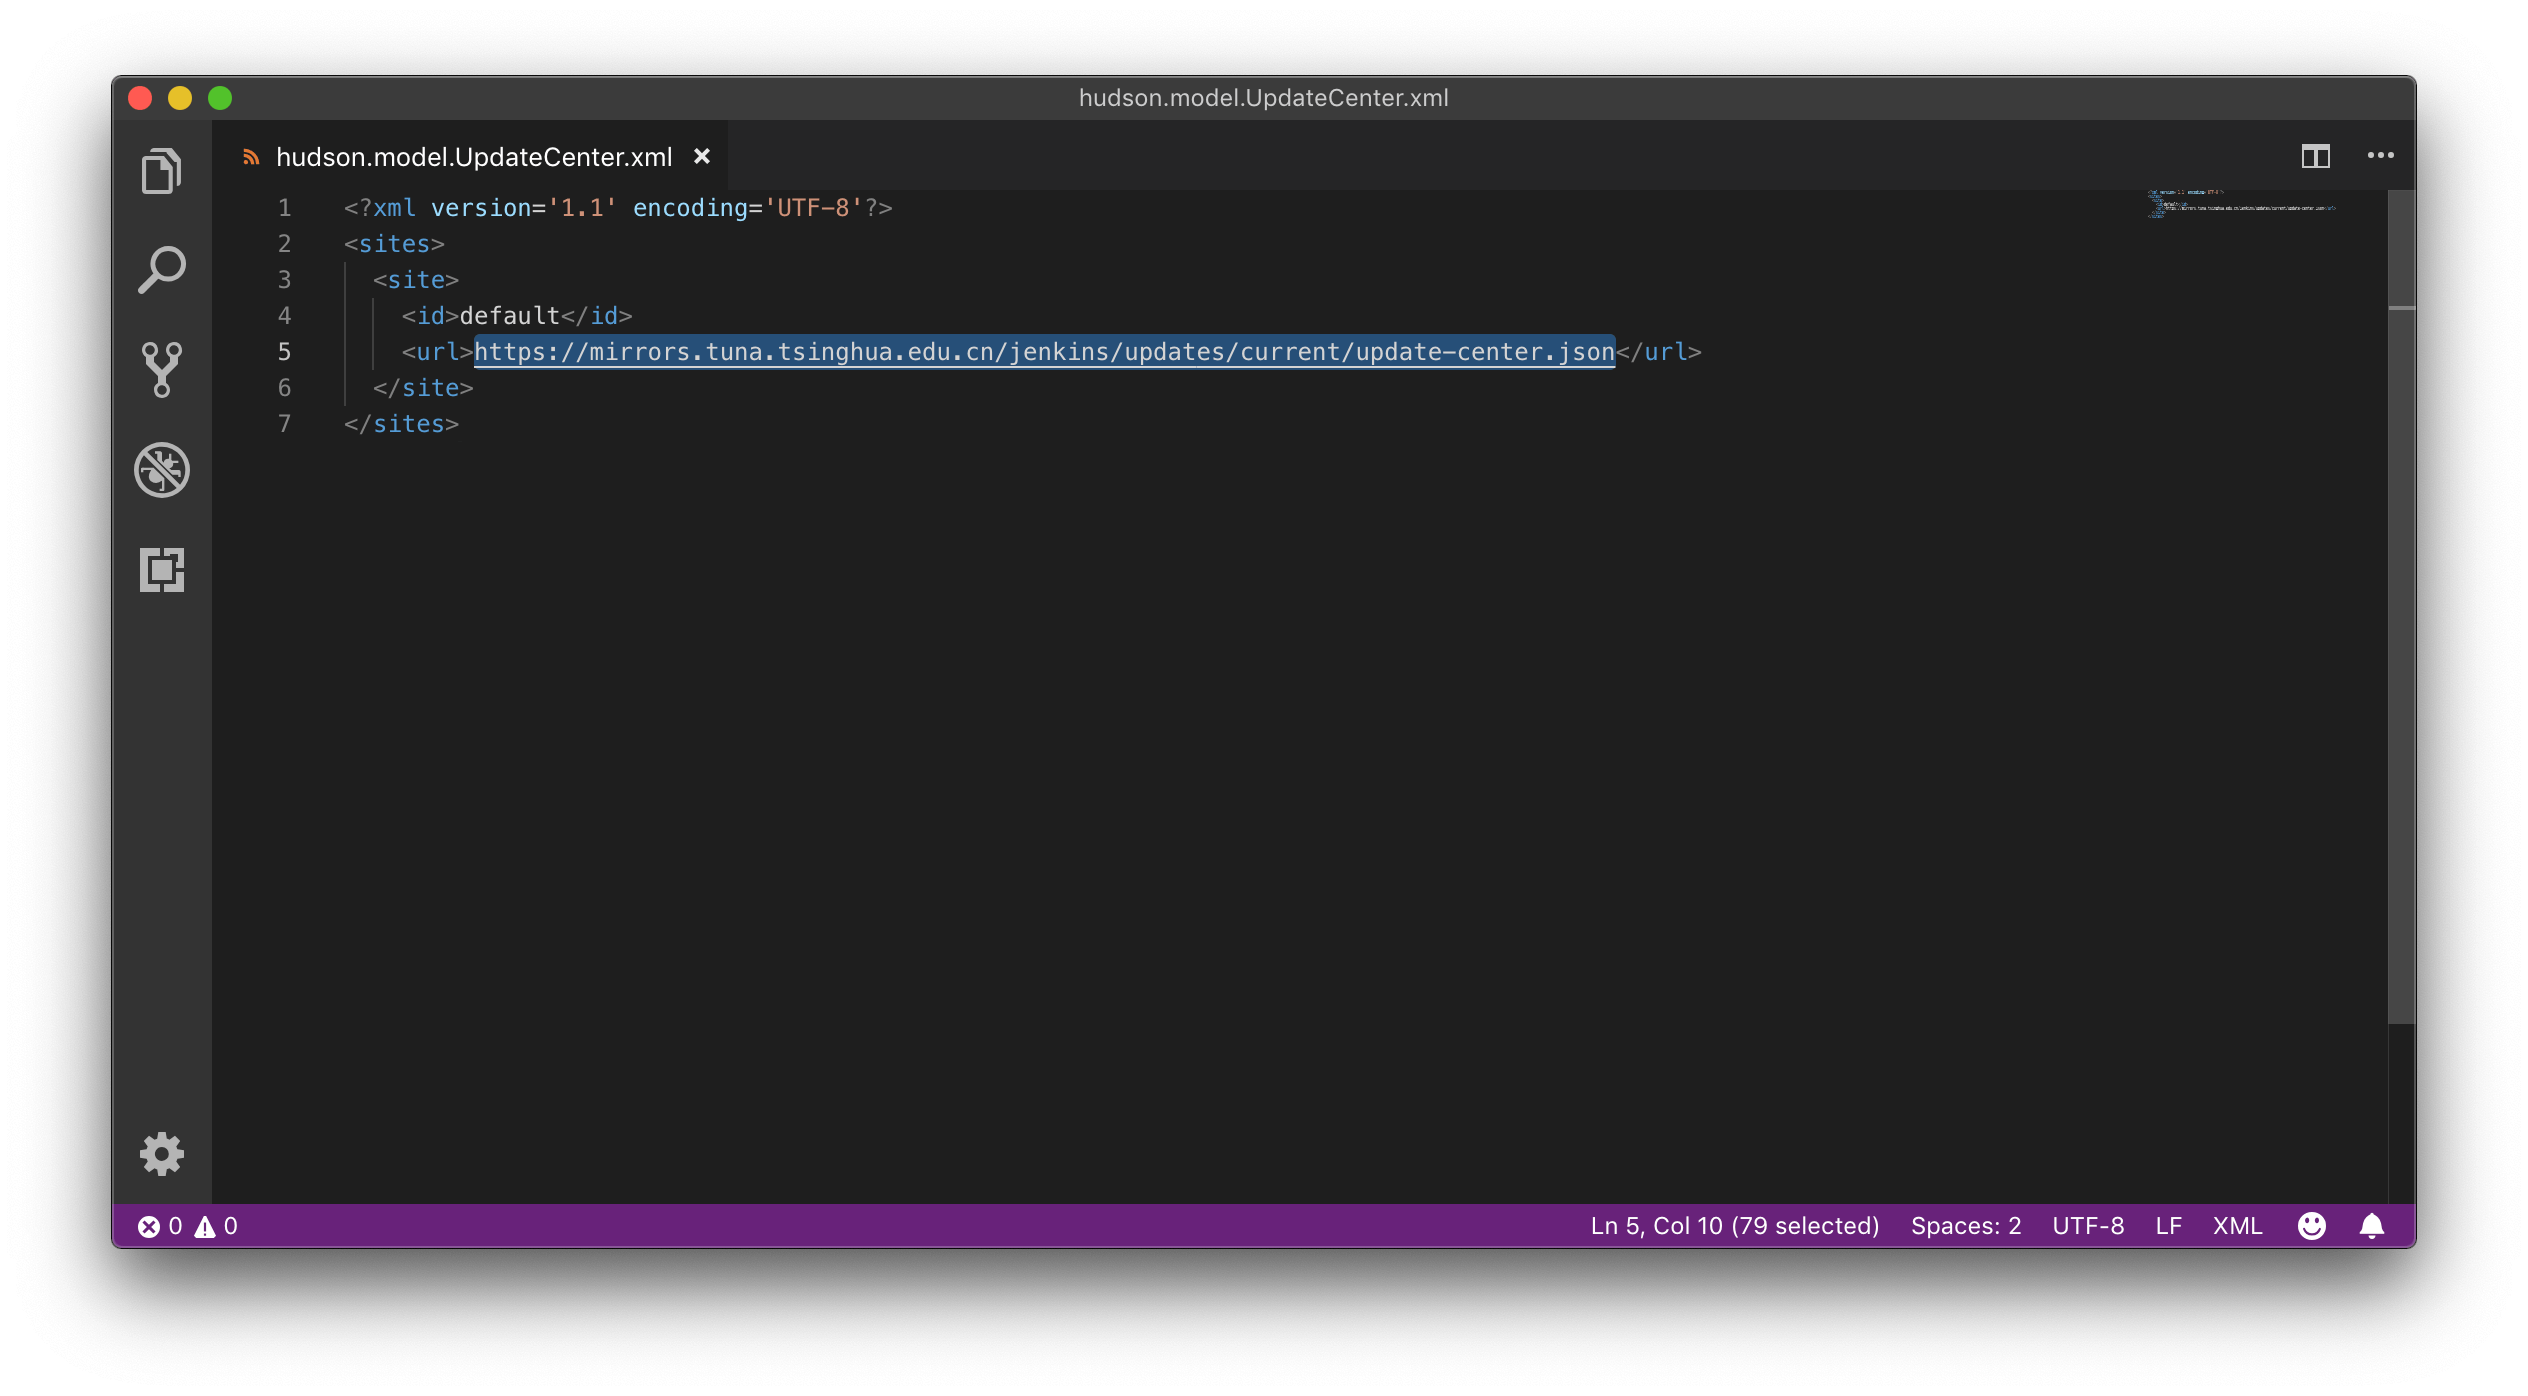 hudson.model.UpdateCenter.xml
hudson.model.UpdateCenter.xml
1 <?xml version='1.1' encoding='UTF-8'?>
2 <sites>
3   <site>
4     <id>default</id>
5     <url>https://mirrors.tuna.tsinghua.edu.cn/jenkins/updates/current/update-center.json</url>
6   </site>
7 </sites>
0 0 Ln 5, Col 10 (79 selected) Spaces: 2 UTF-8 LF XML